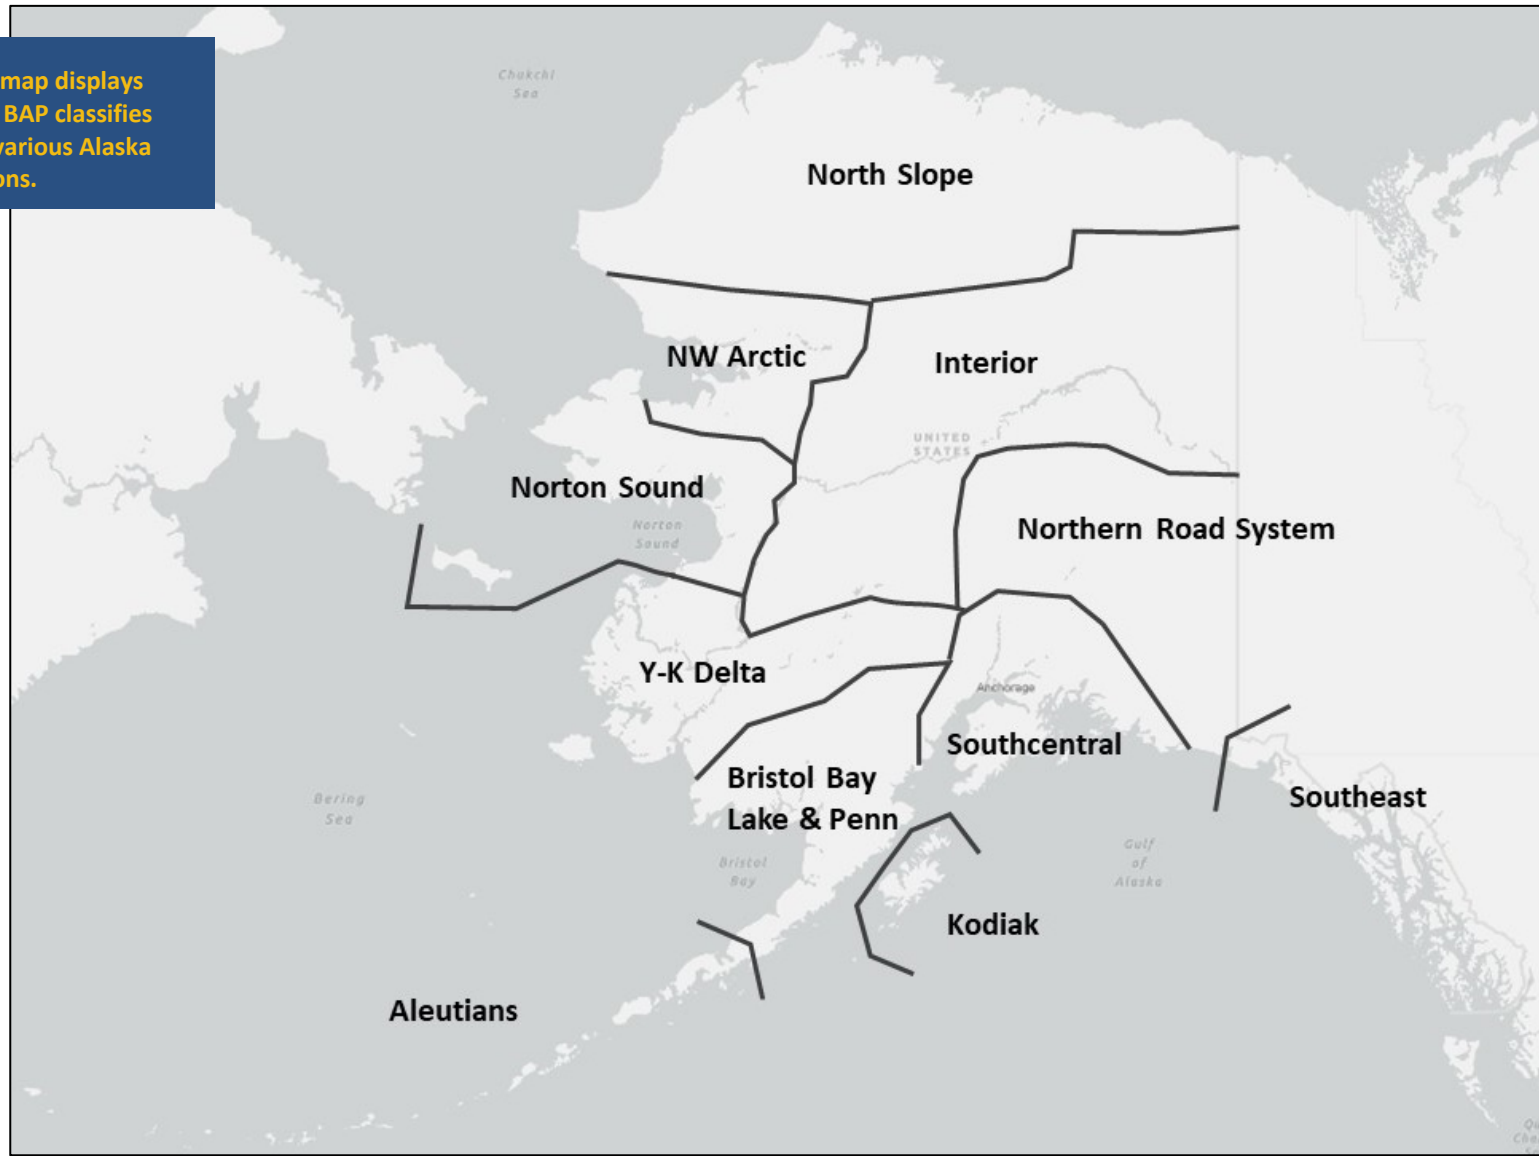 map displays
BAP classifies
various Alaska
ons.
Chukchi
Sea
North Slope
NW Arctic
Interior
UNITED
STATES
Norton Sound
Norton
Sound
Northern Road System
Y-K Delta
Anchorage
Southcentral
Bristol Bay
Lake & Penn
Southeast
Bering
Sea
Bristol
Bay
Gulf
of
Alaska
Kodiak
Aleutians